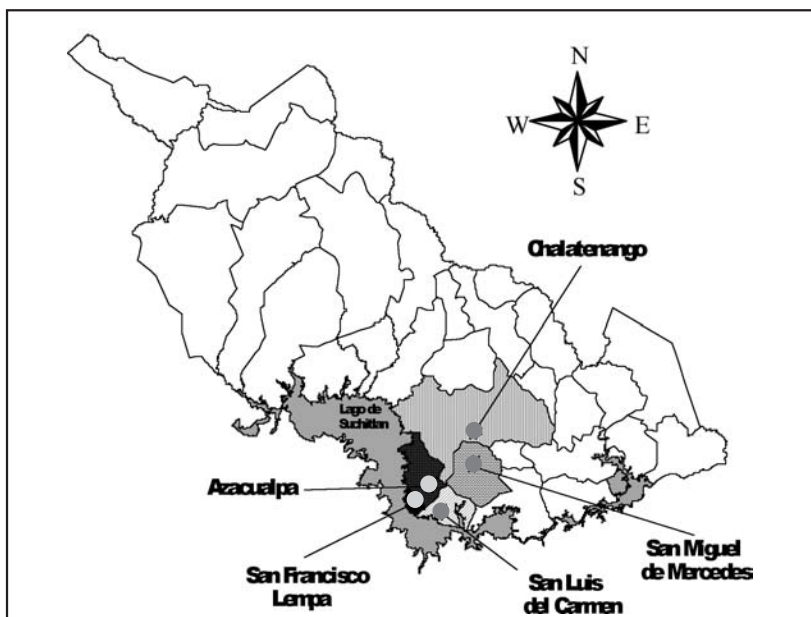 N
W E
S
Chalatenango
Lago de
Suchitlan
Azacualpa
San Francisco
Lempa
San Luis
del Carmen
San Miguel
de Mercedes